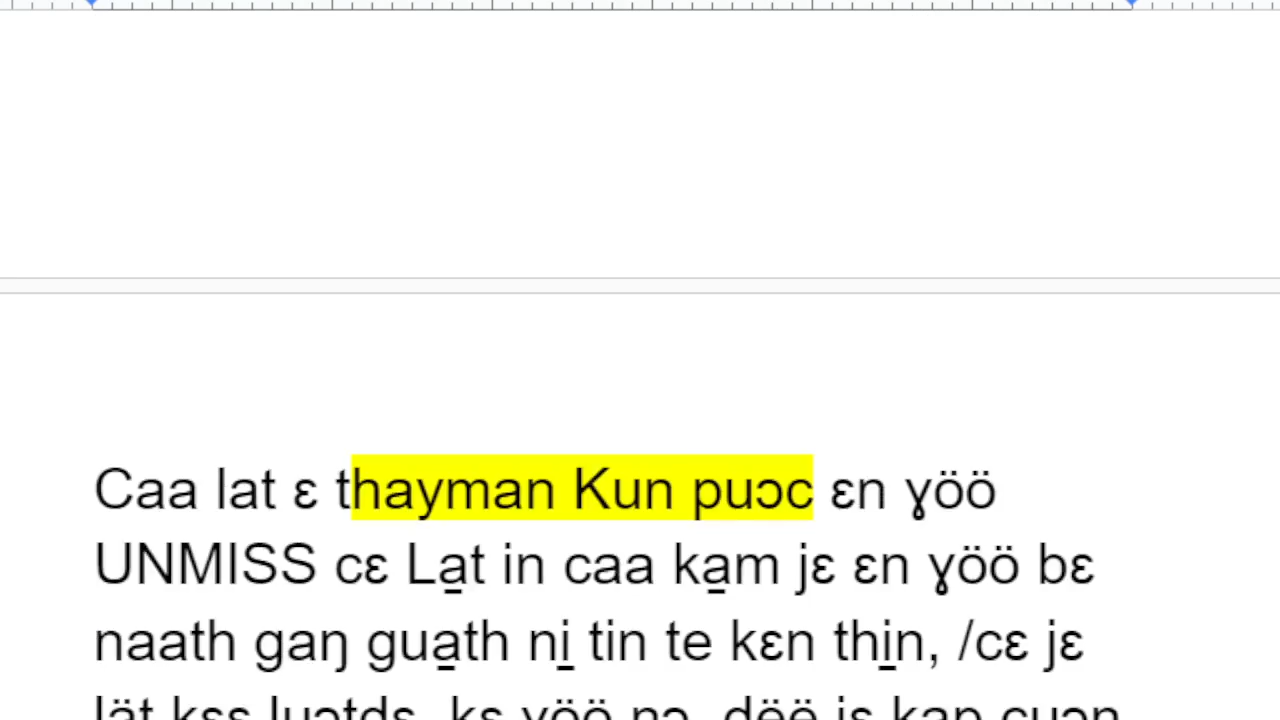 Caa lat ɛ thayman Kun puɔc ɛn ɣöö
UNMISS cɛ La̱t in caa ka̱m jɛ ɛn ɣöö bɛ
naath gaŋ gua̱th ni̱ tin te kɛn thi̱n, /cɛ jɛ